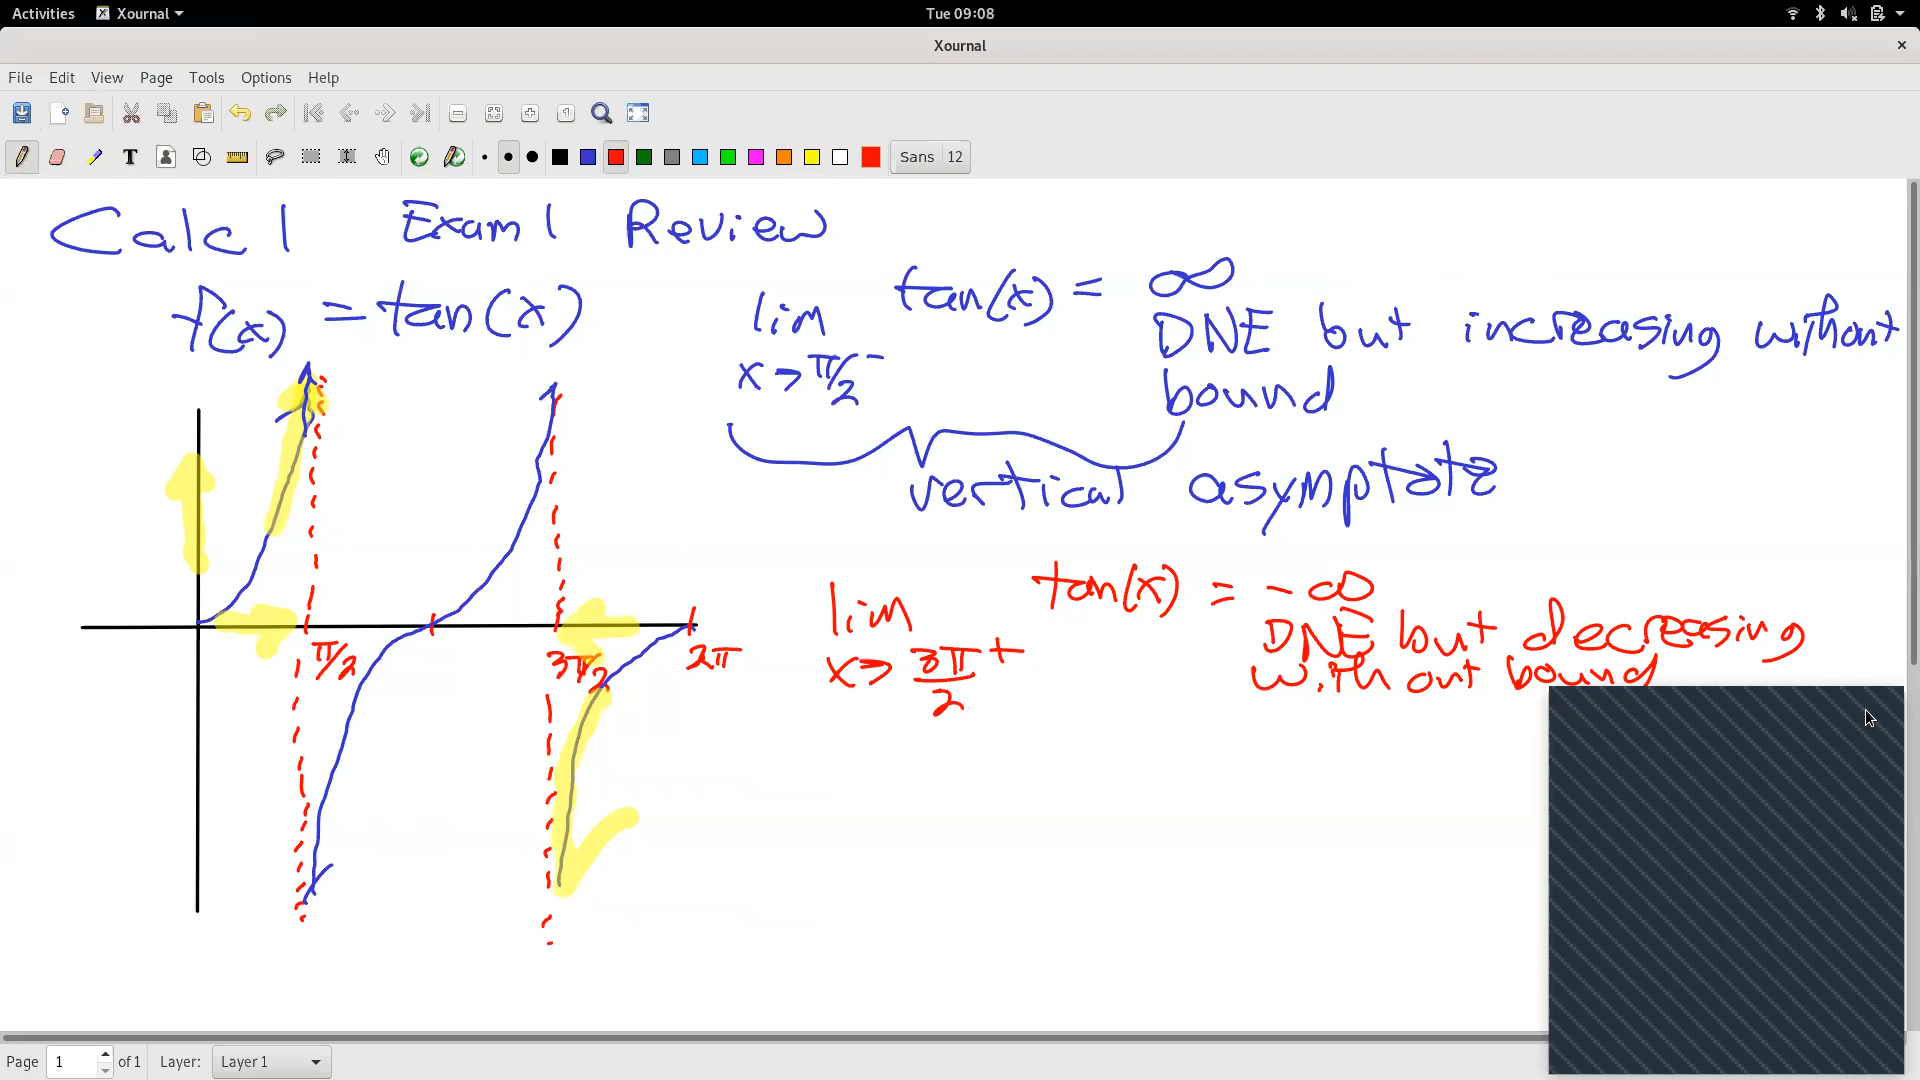 Activities Xournal Tue 09:08
Xournal
File Edit View Page Tools Options Help
Sans 12
Calc 1 Exam 1 Review
f(x) = tan(x)
lim x→π/2⁻ tan(x) = ∞
DNE but increasing without
bound
vertical asymptote
lim x→3π/2⁺ tan(x) = -∞
DNE but decreasing
without bound
π/2 3π/2 2π
Page 1 of 1 Layer: Layer 1